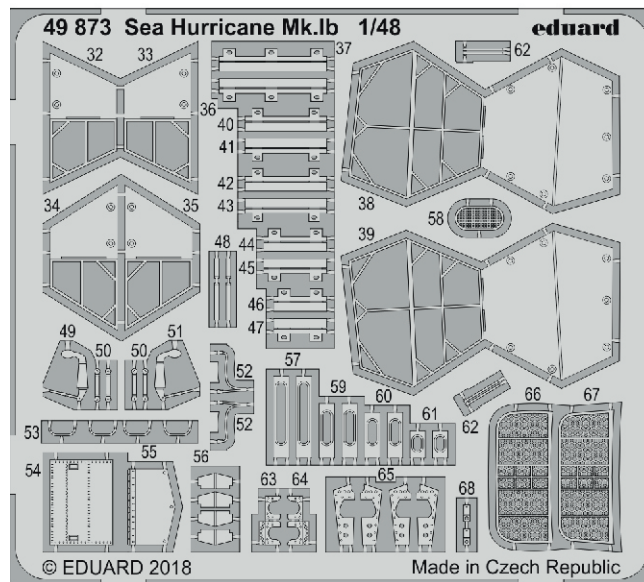 49 873 Sea Hurricane Mk.Ib 1/48 eduard
32 33 37 62
36
40
41
42
34 35 43 38 58
48 44 39
45
46
49 50 50 51 47
52 57 59 60 61 66 67
53 52 62
54 55 56 63 64 65 68
© EDUARD 2018 Made in Czech Republic